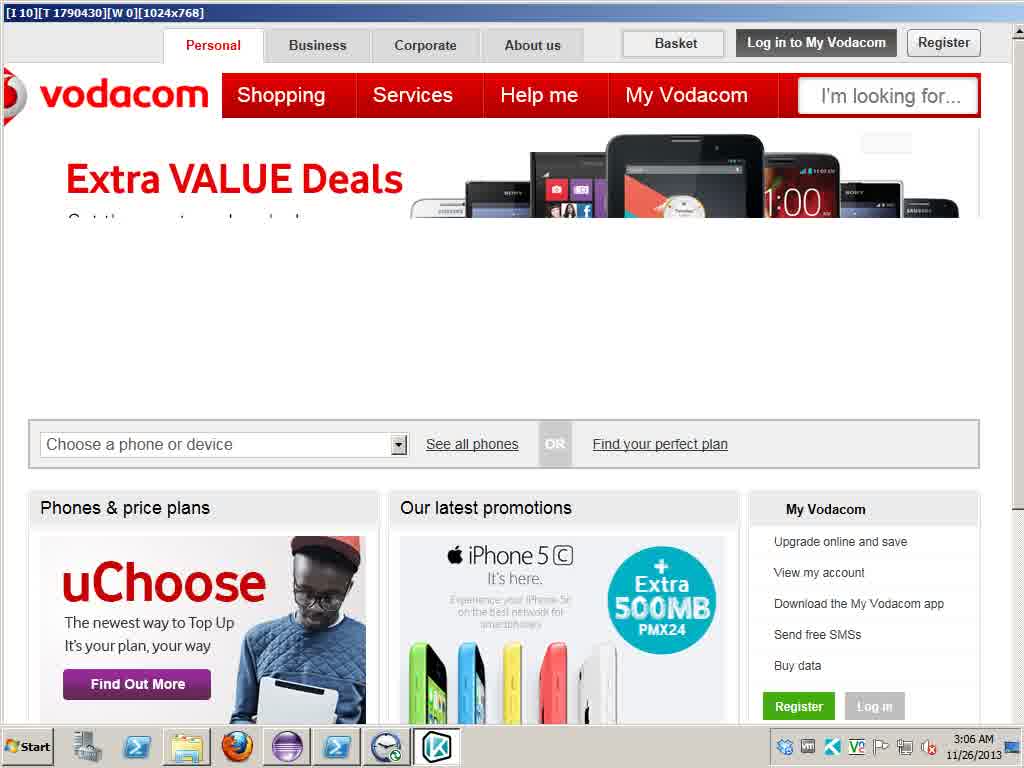 [I 10][T 1790430][W 0][1024x768]
Personal
Business
Corporate
About us
Basket
Log in to My Vodacom
Register
vodacom
Shopping
Services
Help me
My Vodacom
I'm looking for...
Extra VALUE Deals
SONY
1:00
SONY
SAMSUNG
Choose a phone or device
See all phones
OR
Find your perfect plan
Phones & price plans
uChoose
The newest way to Top Up
It's your plan, your way
Find Out More
Our latest promotions
iPhone 5c
It's here.
Experience your iPhone 5c
on the best network for
smartphones
+
Extra
500MB
PMX24
My Vodacom
Upgrade online and save
View my account
Download the My Vodacom app
Send free SMSs
Buy data
Register
Log in
Start
3:06 AM
11/26/2013